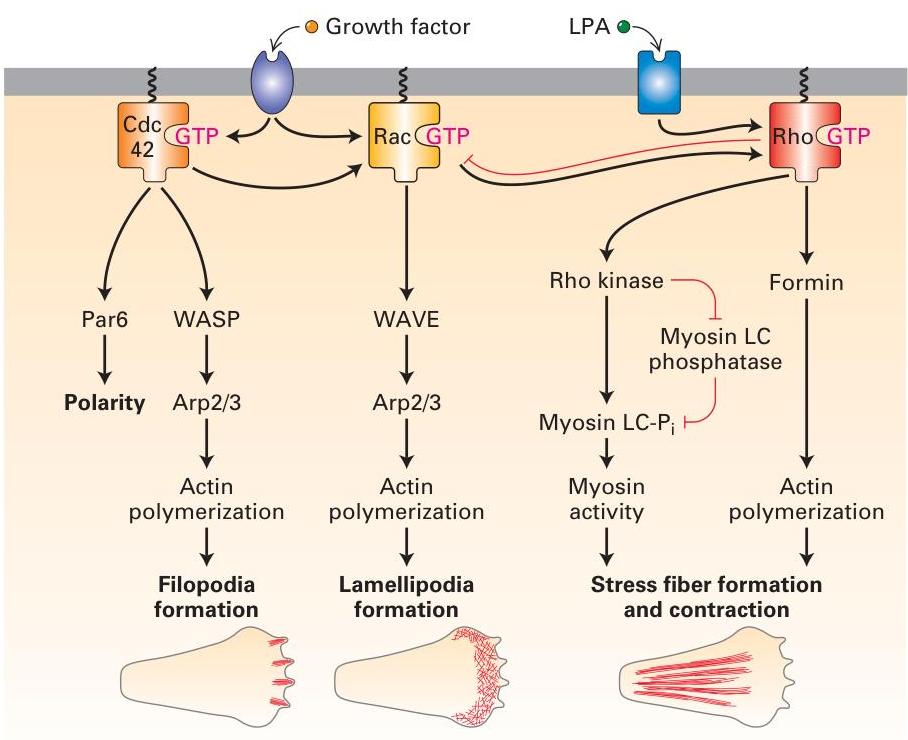 Growth factor
LPA
Cdc
42
GTP
Rac
GTP
Rho
GTP
Rho kinase
Formin
Par6
WASP
WAVE
Myosin LC
phosphatase
Polarity
Arp2/3
Arp2/3
Myosin LC-Pi
Actin
polymerization
Actin
polymerization
Myosin
activity
Actin
polymerization
Filopodia
formation
Lamellipodia
formation
Stress fiber formation
and contraction